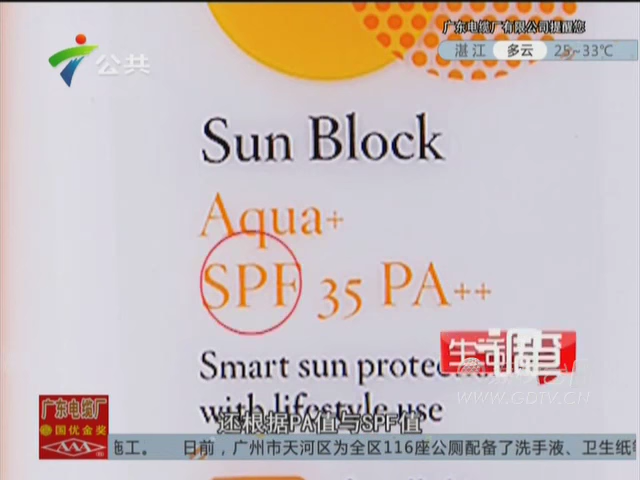 广东电缆厂有限公司提醒您
公共
湛江 多云 25~33℃
Sun Block
Aqua+
SPF 35 PA++
生活调查
Smart sun protec
WWW.GDTV.CN
with lifestyle use
还根据PA值与SPF值
广东电缆厂
国优金奖
施工。 日前,广州市天河区为全区116座公厕配备了洗手液、卫生纸等